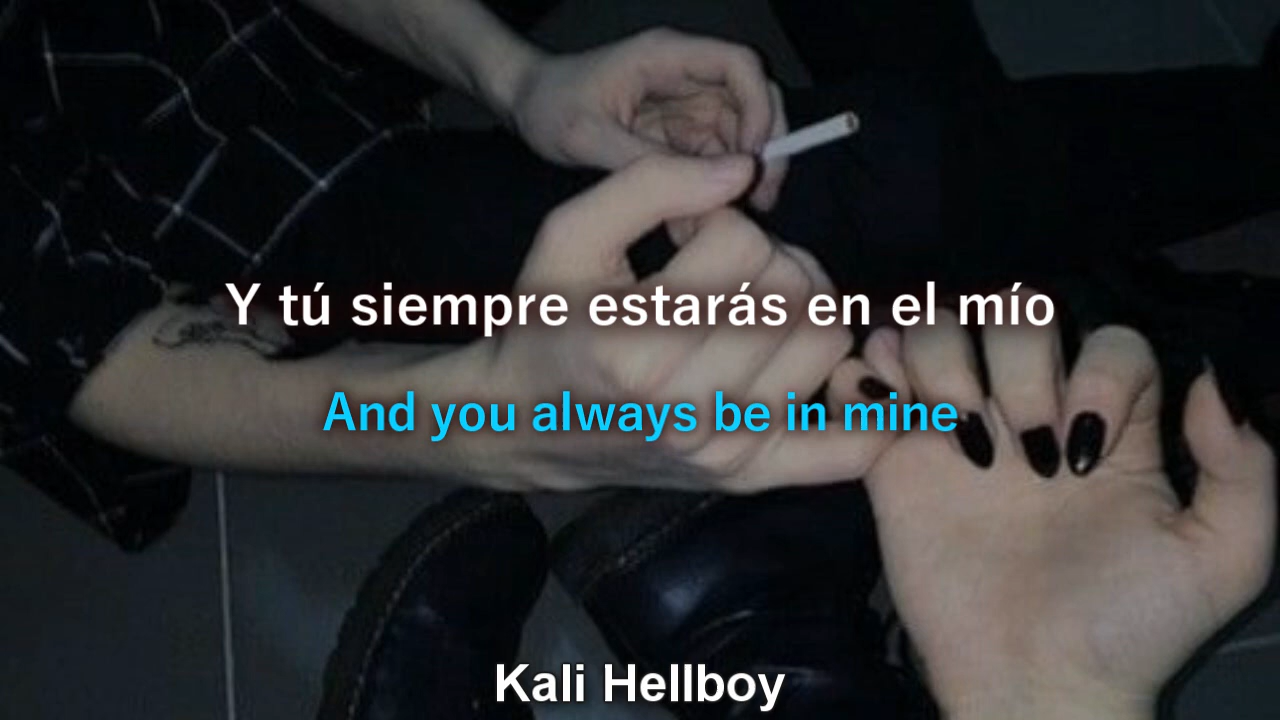 Y tú siempre estarás en el mío
And you always be in mine
Kali Hellboy